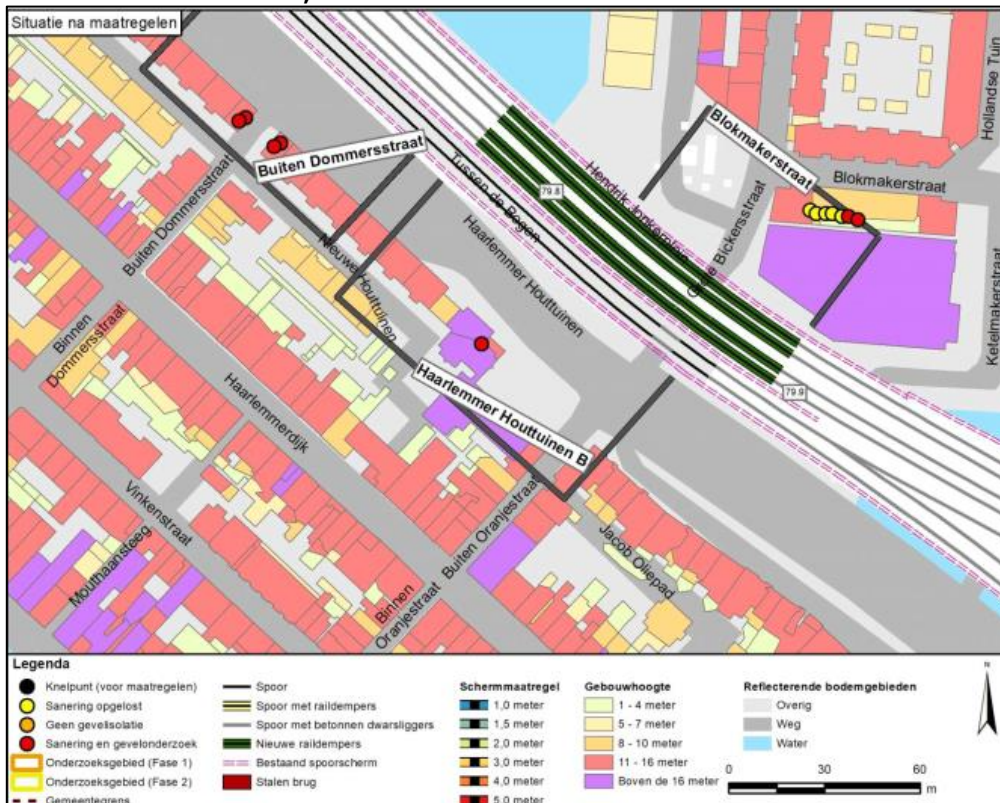 Situatie na maatregelen
Hollandse Tuin
Blokmakerstraat
Blokmakerstraat
Buiten Dommersstraat
Hendrik Jonkerplein
79.8
Tussen de Bogen
Buiten Dommersstraat
Nieuwe Houttuinen
Haarlemmer Houttuinen
Bickersstraat
Ketelmakerstraat
Binnen
Dommersstraat
Haarlemmerdijk
Haarlemmer Houttuinen B
79.9
Vinkenstraat
Mouthaansteeg
Buiten Oranjestraat
Binnen
Oranjestraat
Jacob Oliepad
Legenda
Knelpunt (voor maatregelen)
Sanering opgelost
Geen gevelisolatie
Sanering en gevelonderzoek
Onderzoeksgebied (Fase 1)
Onderzoeksgebied (Fase 2)
Gemeentegrens
Spoor
Spoor met raildempers
Spoor met betonnen dwarsliggers
Nieuwe raildempers
Bestaand spoorscherm
Stalen brug
Schermmaatregel
1,0 meter
1,5 meter
2,0 meter
3,0 meter
4,0 meter
5,0 meter
Gebouwhoogte
1 - 4 meter
5 - 7 meter
8 - 10 meter
11 - 16 meter
Boven de 16 meter
Reflecterende bodemgebieden
Overig
Weg
Water
N
0 30 60
m